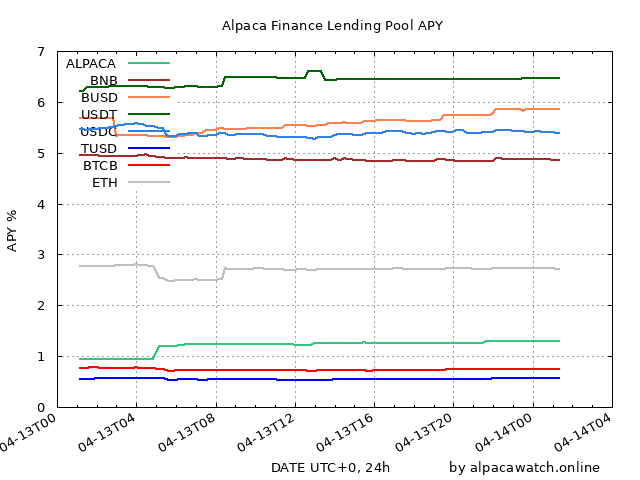 Alpaca Finance Lending Pool APY
7
6
5
4
3
2
1
0
APY %
ALPACA
BNB
BUSD
USDT
USDC
TUSD
BTCB
ETH
04-13T00
04-13T04
04-13T08
04-13T12
04-13T16
04-13T20
04-14T00
04-14T04
DATE UTC+0, 24h
by alpacawatch.online